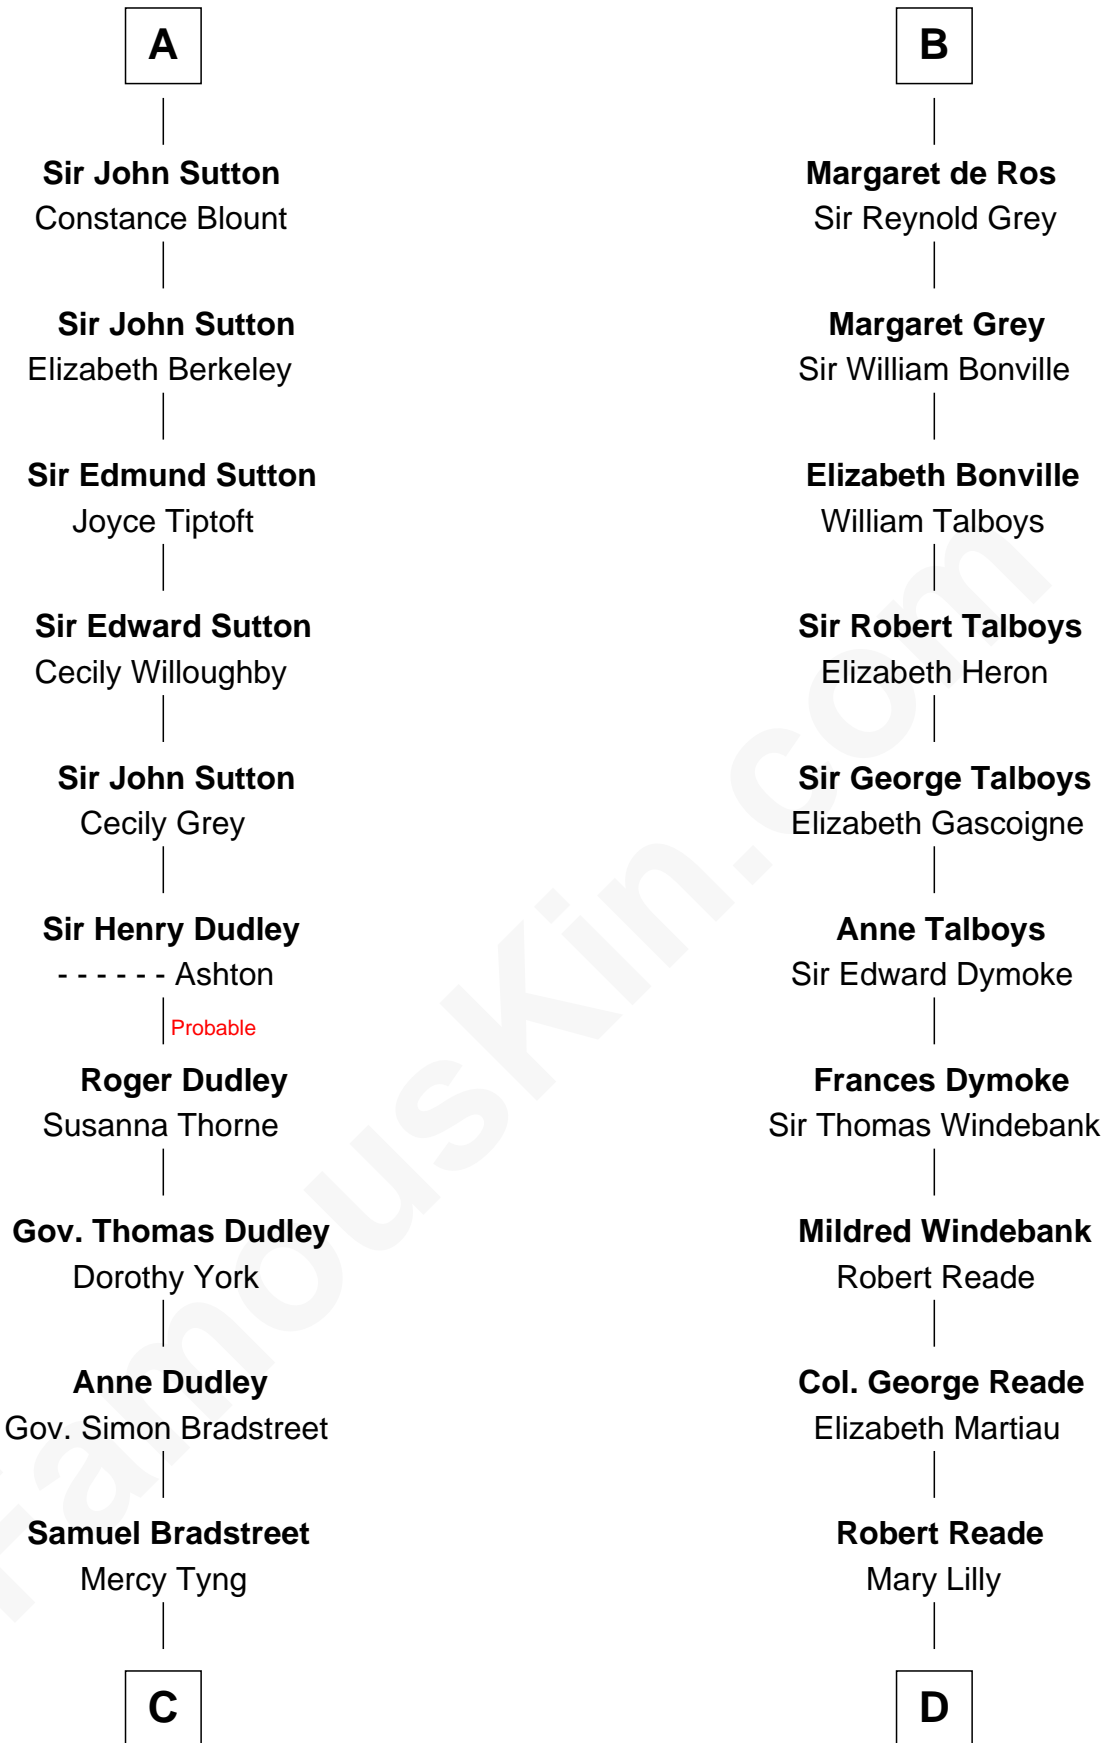 A
Sir John Sutton
Constance Blount
Sir John Sutton
Elizabeth Berkeley
Sir Edmund Sutton
Joyce Tiptoft
Sir Edward Sutton
Cecily Willoughby
Sir John Sutton
Cecily Grey
Sir Henry Dudley
- - - - - - Ashton
Probable
Roger Dudley
Susanna Thorne
Gov. Thomas Dudley
Dorothy York
Anne Dudley
Gov. Simon Bradstreet
Samuel Bradstreet
Mercy Tyng
C
B
Margaret de Ros
Sir Reynold Grey
Margaret Grey
Sir William Bonville
Elizabeth Bonville
William Talboys
Sir Robert Talboys
Elizabeth Heron
Sir George Talboys
Elizabeth Gascoigne
Anne Talboys
Sir Edward Dymoke
Frances Dymoke
Sir Thomas Windebank
Mildred Windebank
Robert Reade
Col. George Reade
Elizabeth Martiau
Robert Reade
Mary Lilly
D
FamousKin.com